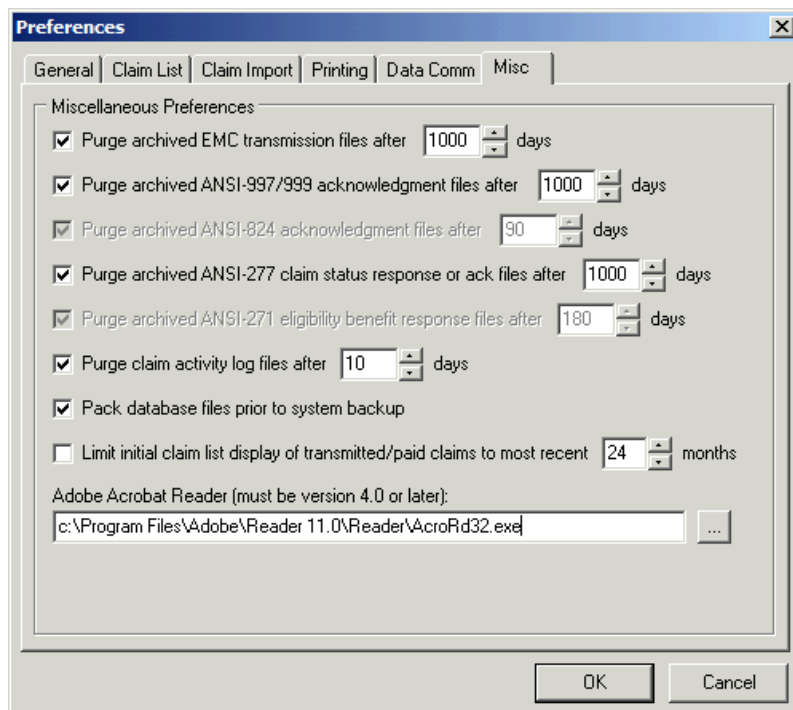 Preferences
General Claim List Claim Import Printing Data Comm Misc
Miscellaneous Preferences
Purge archived EMC transmission files after 1000 days
Purge archived ANSI-997/999 acknowledgment files after 1000 days
Purge archived ANSI-824 acknowledgment files after 90 days
Purge archived ANSI-277 claim status response or ack files after 1000 days
Purge archived ANSI-271 eligibility benefit response files after 180 days
Purge claim activity log files after 10 days
Pack database files prior to system backup
Limit initial claim list display of transmitted/paid claims to most recent 24 months
Adobe Acrobat Reader (must be version 4.0 or later):
c:\Program Files\Adobe\Reader 11.0\Reader\AcroRd32.exe ...
OK Cancel